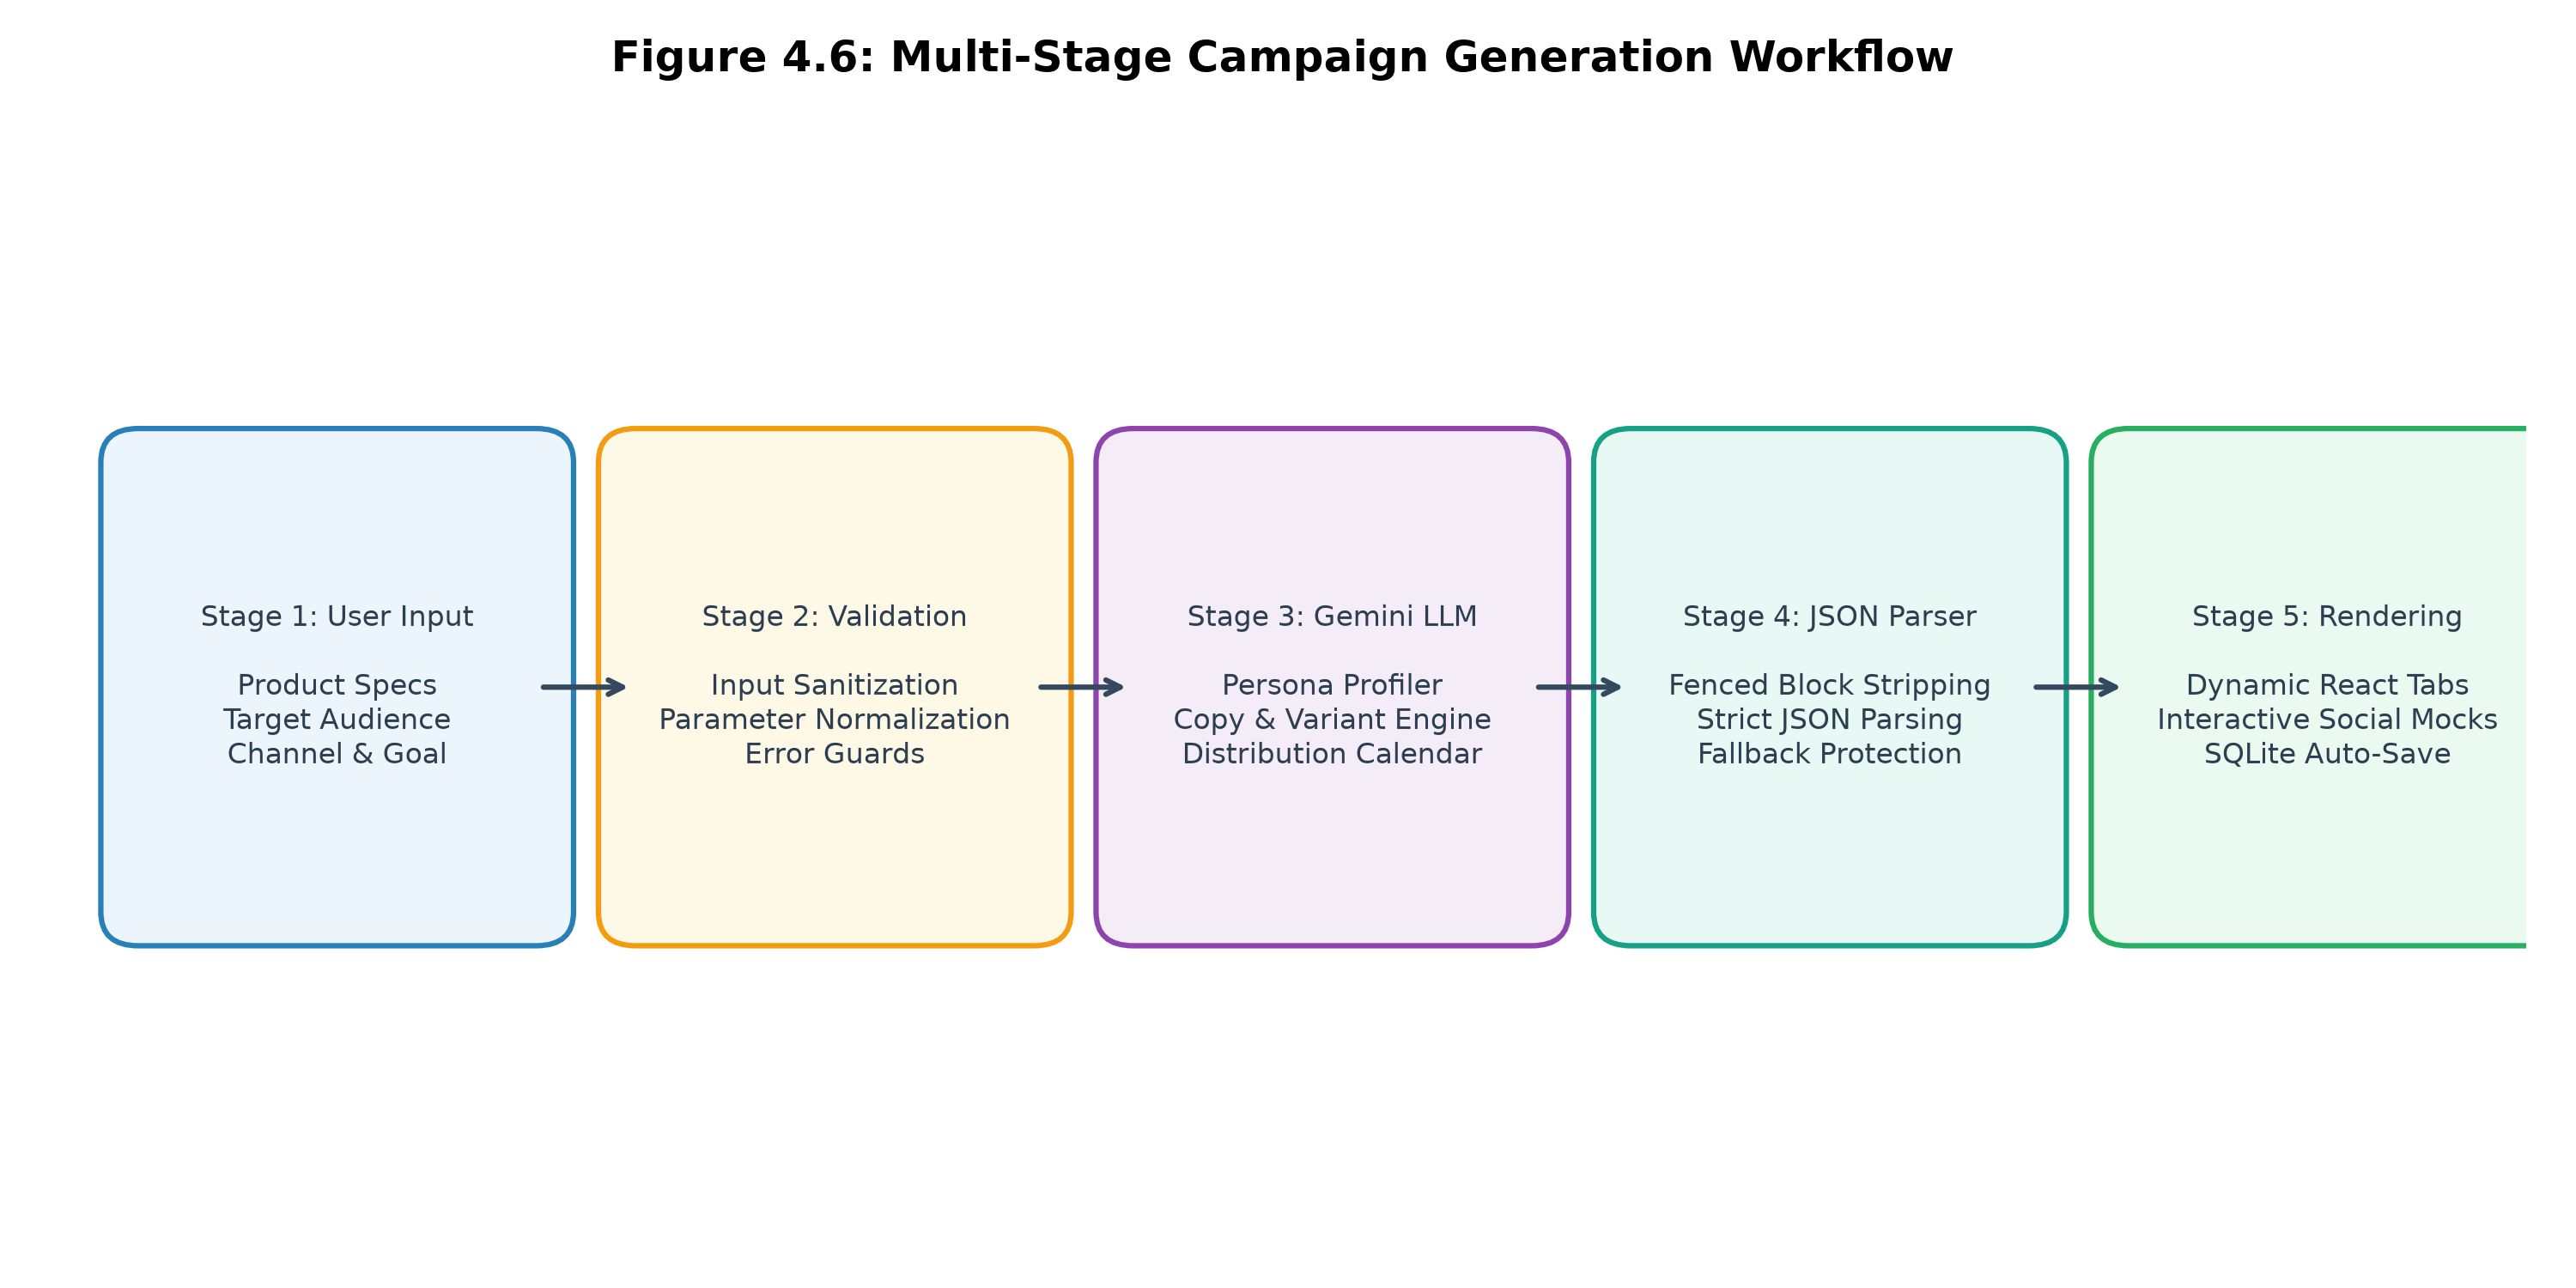 Figure 4.6: Multi-Stage Campaign Generation Workflow
Stage 1: User Input
Product Specs
Target Audience
Channel & Goal
Stage 2: Validation
Input Sanitization
Parameter Normalization
Error Guards
Stage 3: Gemini LLM
Persona Profiler
Copy & Variant Engine
Distribution Calendar
Stage 4: JSON Parser
Fenced Block Stripping
Strict JSON Parsing
Fallback Protection
Stage 5: Rendering
Dynamic React Tabs
Interactive Social Mocks
SQLite Auto-Save